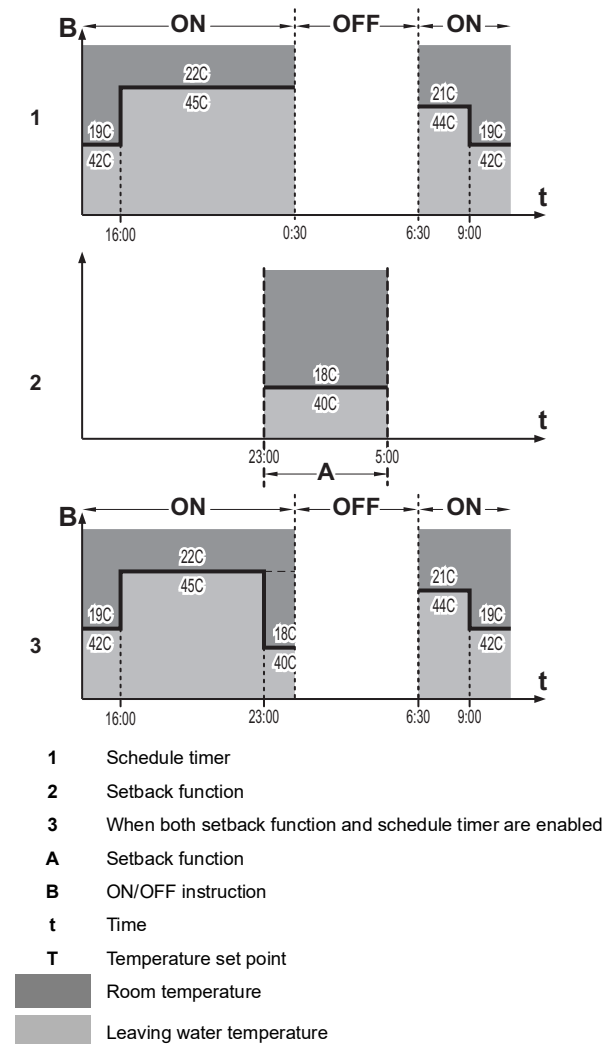 B ON OFF ON
22C
45C
21C
44C
19C
42C
19C
42C
1
t
16:00 0:30 6:30 9:00
18C
40C
2
t
23:00 5:00
A
B ON OFF ON
22C
45C
21C
44C
19C
42C
18C
40C
19C
42C
3
t
16:00 23:00 6:30 9:00
1 Schedule timer
2 Setback function
3 When both setback function and schedule timer are enabled
A Setback function
B ON/OFF instruction
t Time
T Temperature set point
Room temperature
Leaving water temperature